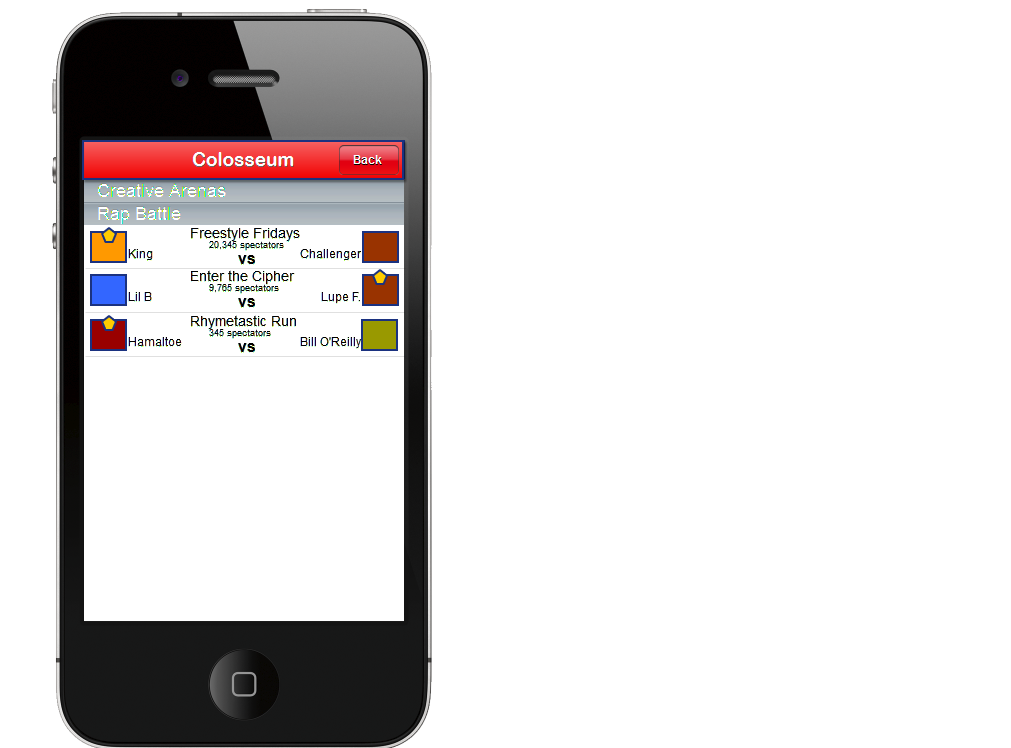 Colosseum Back
Creative Arenas
Rap Battle
Freestyle Fridays
20,345 spectators
King VS Challenger
Enter the Cipher
9,765 spectators
Lil B VS Lupe F.
Rhymetastic Run
345 spectators
Hamaltoe VS Bill O'Reilly